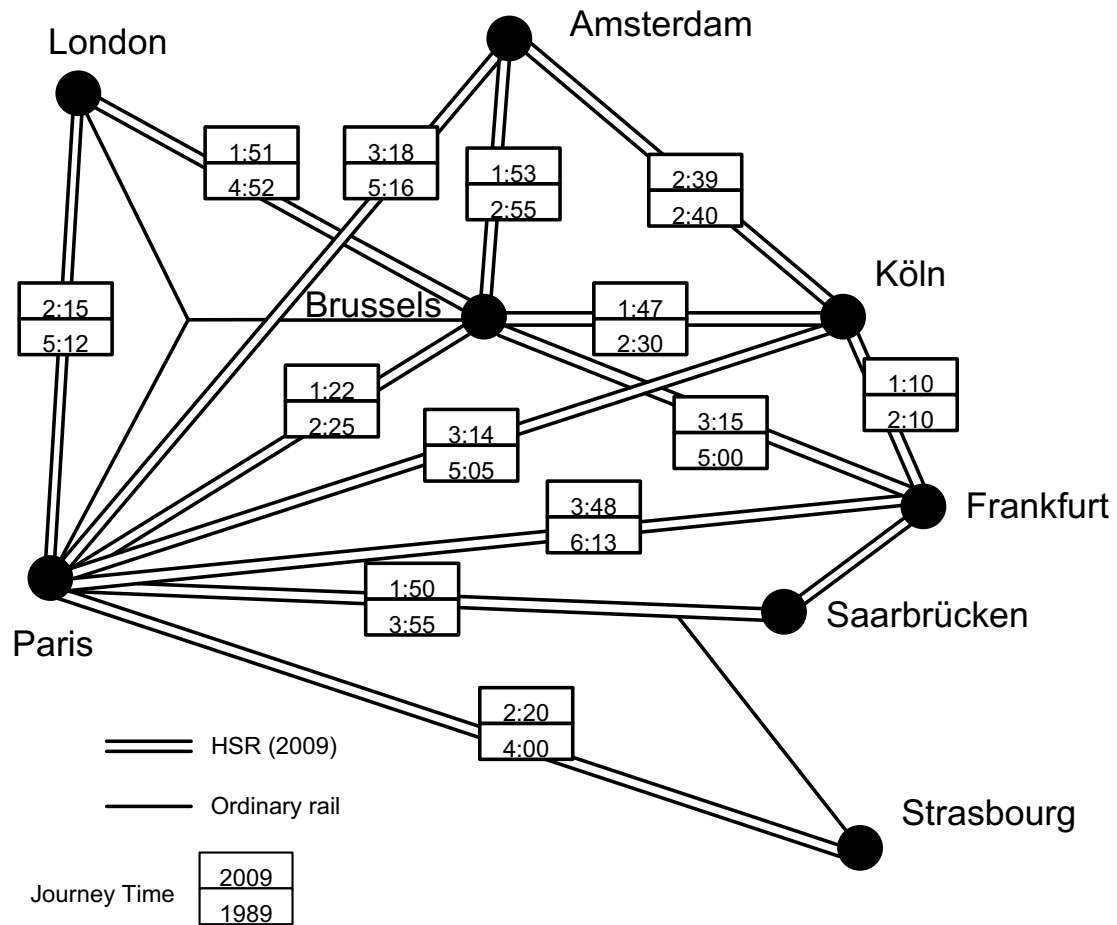 London
Amsterdam
1:51
4:52
3:18
5:16
1:53
2:55
2:39
2:40
Köln
2:15
5:12
Brussels
1:47
2:30
1:22
2:25
1:10
2:10
3:14
5:05
3:15
5:00
3:48
6:13
Frankfurt
1:50
3:55
Saarbrücken
Paris
2:20
4:00
HSR (2009)
Ordinary rail
Strasbourg
Journey Time
2009
1989